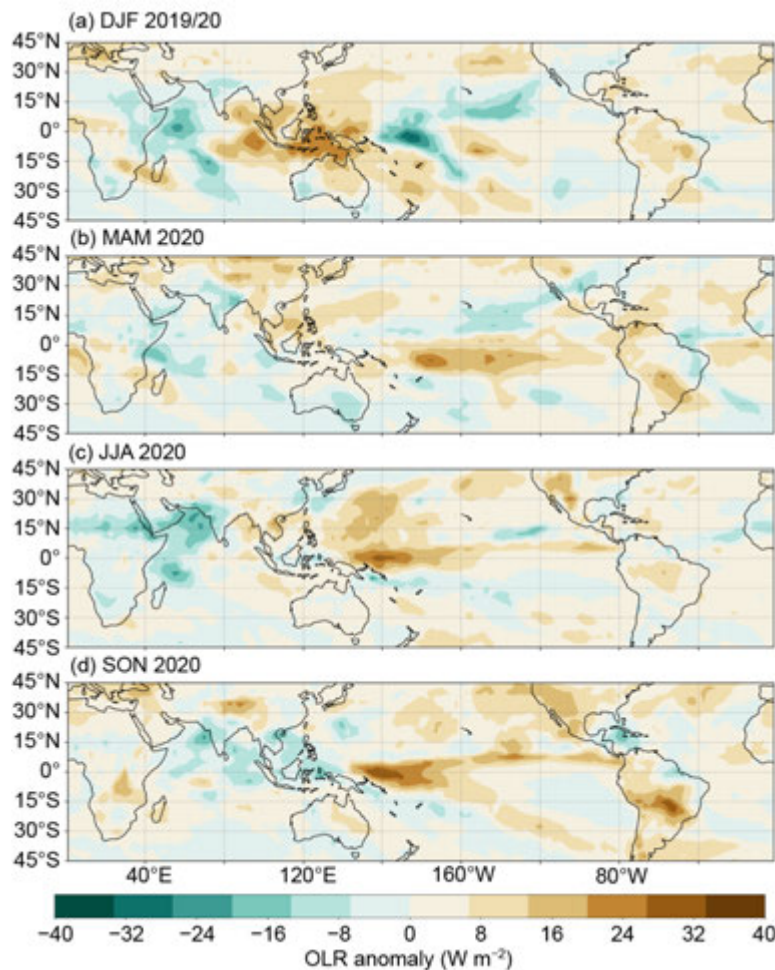 (a) DJF 2019/20
45°N
30°N
15°N
0°
15°S
30°S
45°S
(b) MAM 2020
45°N
30°N
15°N
0°
15°S
30°S
45°S
(c) JJA 2020
45°N
30°N
15°N
0°
15°S
30°S
45°S
(d) SON 2020
45°N
30°N
15°N
0°
15°S
30°S
45°S
40°E 120°E 160°W 80°W
−40 −32 −24 −16 −8 0 8 16 24 32 40
OLR anomaly (W m⁻²)